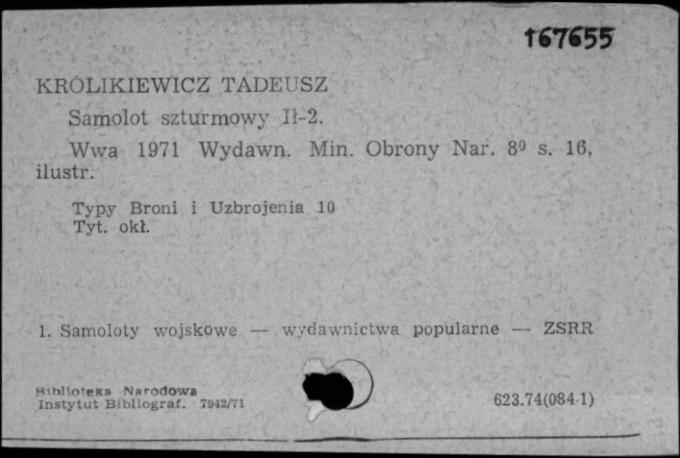 167655
KRÓLIKIEWICZ TADEUSZ
Samolot szturmowy Ił-2.
Wwa 1971 Wydawn. Min. Obrony Nar. 8⁰ s. 16,
ilustr.
Typy Broni i Uzbrojenia 10
Tyt. okł.
1. Samoloty wojskowe — wydawnictwa popularne — ZSRR
Biblioteka Narodowa
Instytut Bibliograf. 7942/71
623.74(084.1)